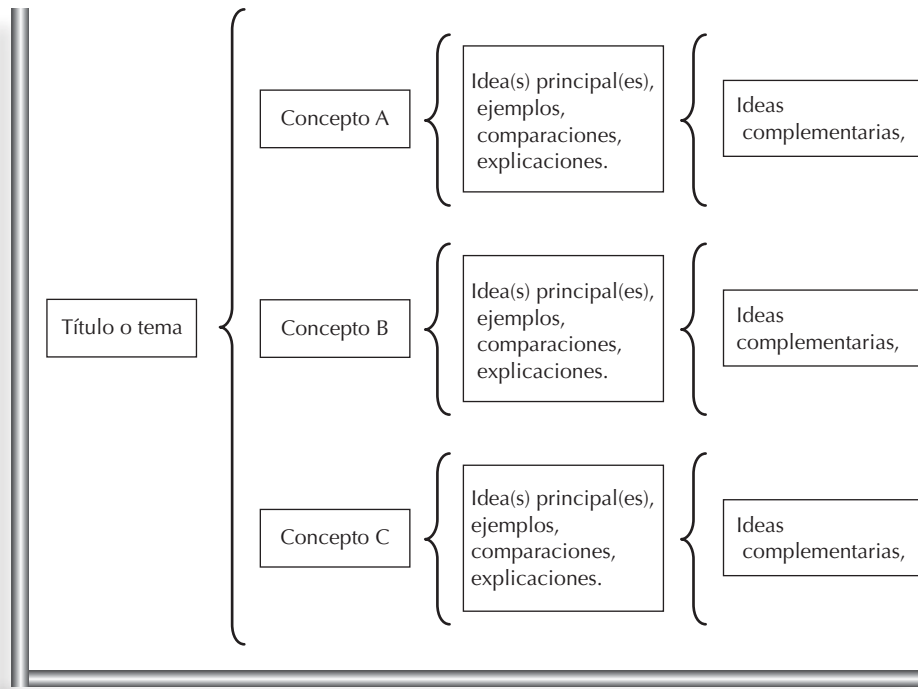 Título o tema
Concepto A
Idea(s) principal(es),
ejemplos,
comparaciones,
explicaciones.
Ideas
complementarias,
Concepto B
Idea(s) principal(es),
ejemplos,
comparaciones,
explicaciones.
Ideas
complementarias,
Concepto C
Idea(s) principal(es),
ejemplos,
comparaciones,
explicaciones.
Ideas
complementarias,